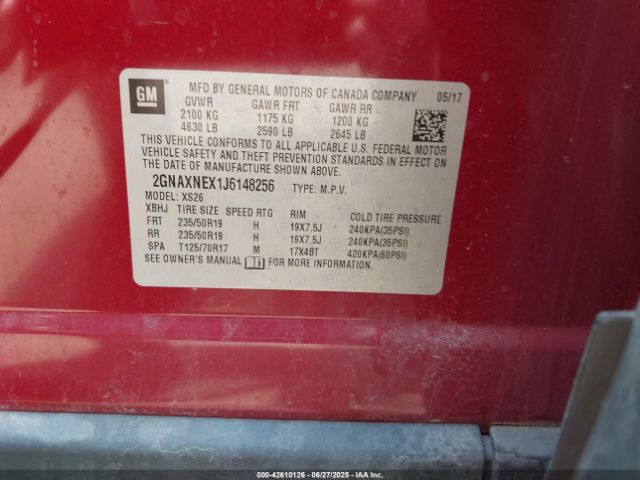 GM
MFD BY GENERAL MOTORS OF CANADA COMPANY 05/17
GVWR GAWR FRT GAWR RR
2100 KG 1175 KG 1200 KG
4630 LB 2590 LB 2645 LB
THIS VEHICLE CONFORMS TO ALL APPLICABLE U.S. FEDERAL MOTOR
VEHICLE SAFETY AND THEFT PREVENTION STANDARDS IN EFFECT ON
THE DATE OF MANUFACTURE SHOWN ABOVE.
2GNAXNEX1J6148256 TYPE: M.P.V.
MODEL: XS26
XBHJ TIRE SIZE SPEED RTG RIM COLD TIRE PRESSURE
FRT 235/50R19 H 19X7.5J 240KPA(35PSI)
RR 235/50R19 H 19X7.5J 240KPA(35PSI)
SPA T125/70R17 M 17X4BT 420KPA(60PSI)
SEE OWNER'S MANUAL FOR MORE INFORMATION.
00-42610126 - 06/27/2025 - Copyright IAA, LLC